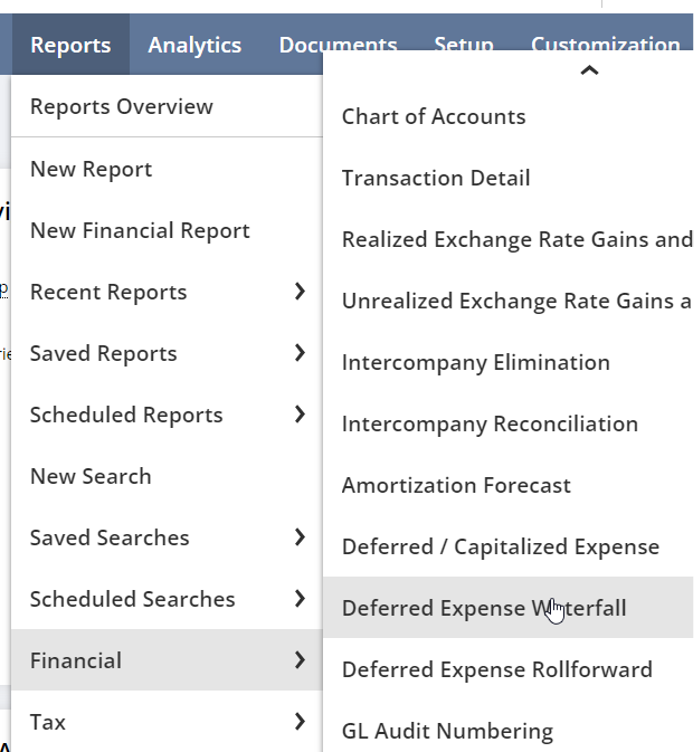 Reports Analytics Documents Setup Customization
Reports Overview
New Report
New Financial Report
Recent Reports
Saved Reports
Scheduled Reports
New Search
Saved Searches
Scheduled Searches
Financial
Tax
Chart of Accounts
Transaction Detail
Realized Exchange Rate Gains and
Unrealized Exchange Rate Gains a
Intercompany Elimination
Intercompany Reconciliation
Amortization Forecast
Deferred / Capitalized Expense
Deferred Expense Waterfall
Deferred Expense Rollforward
GL Audit Numbering